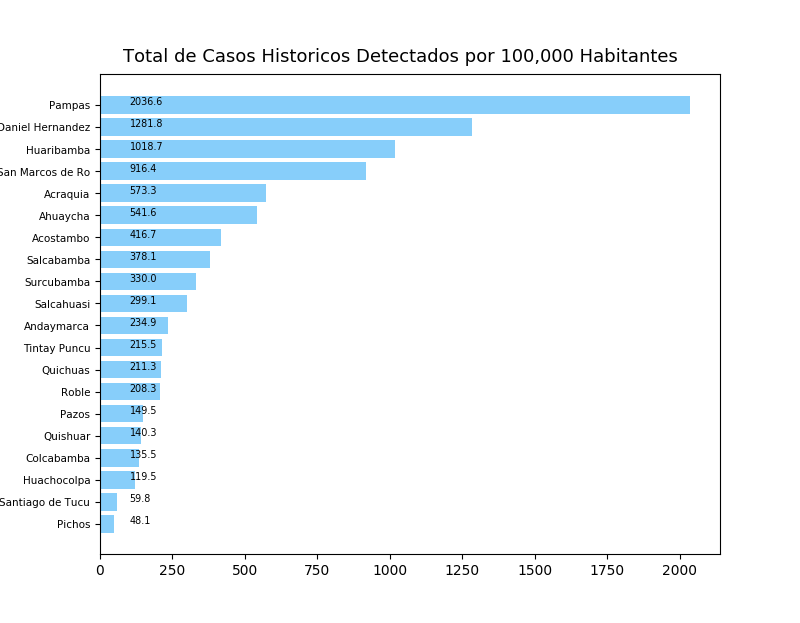 Total de Casos Historicos Detectados por 100,000 Habitantes
Pampas 2036.6
Daniel Hernandez 1281.8
Huaribamba 1018.7
San Marcos de Ro 916.4
Acraquia 573.3
Ahuaycha 541.6
Acostambo 416.7
Salcabamba 378.1
Surcubamba 330.0
Salcahuasi 299.1
Andaymarca 234.9
Tintay Puncu 215.5
Quichuas 211.3
Roble 208.3
Pazos 149.5
Quishuar 140.3
Colcabamba 135.5
Huachocolpa 119.5
Santiago de Tucu 59.8
Pichos 48.1
0 250 500 750 1000 1250 1500 1750 2000